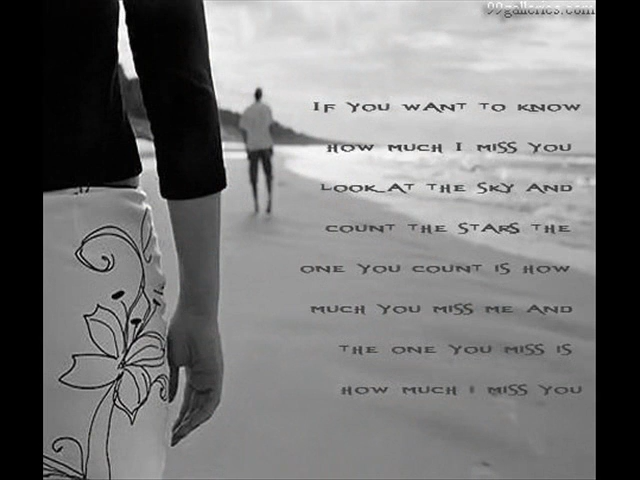 99galleries.com
If you want to know
how much I miss you
look at the sky and
count the stars the
one you count is how
much you miss me and
the one you miss is
how much i miss you